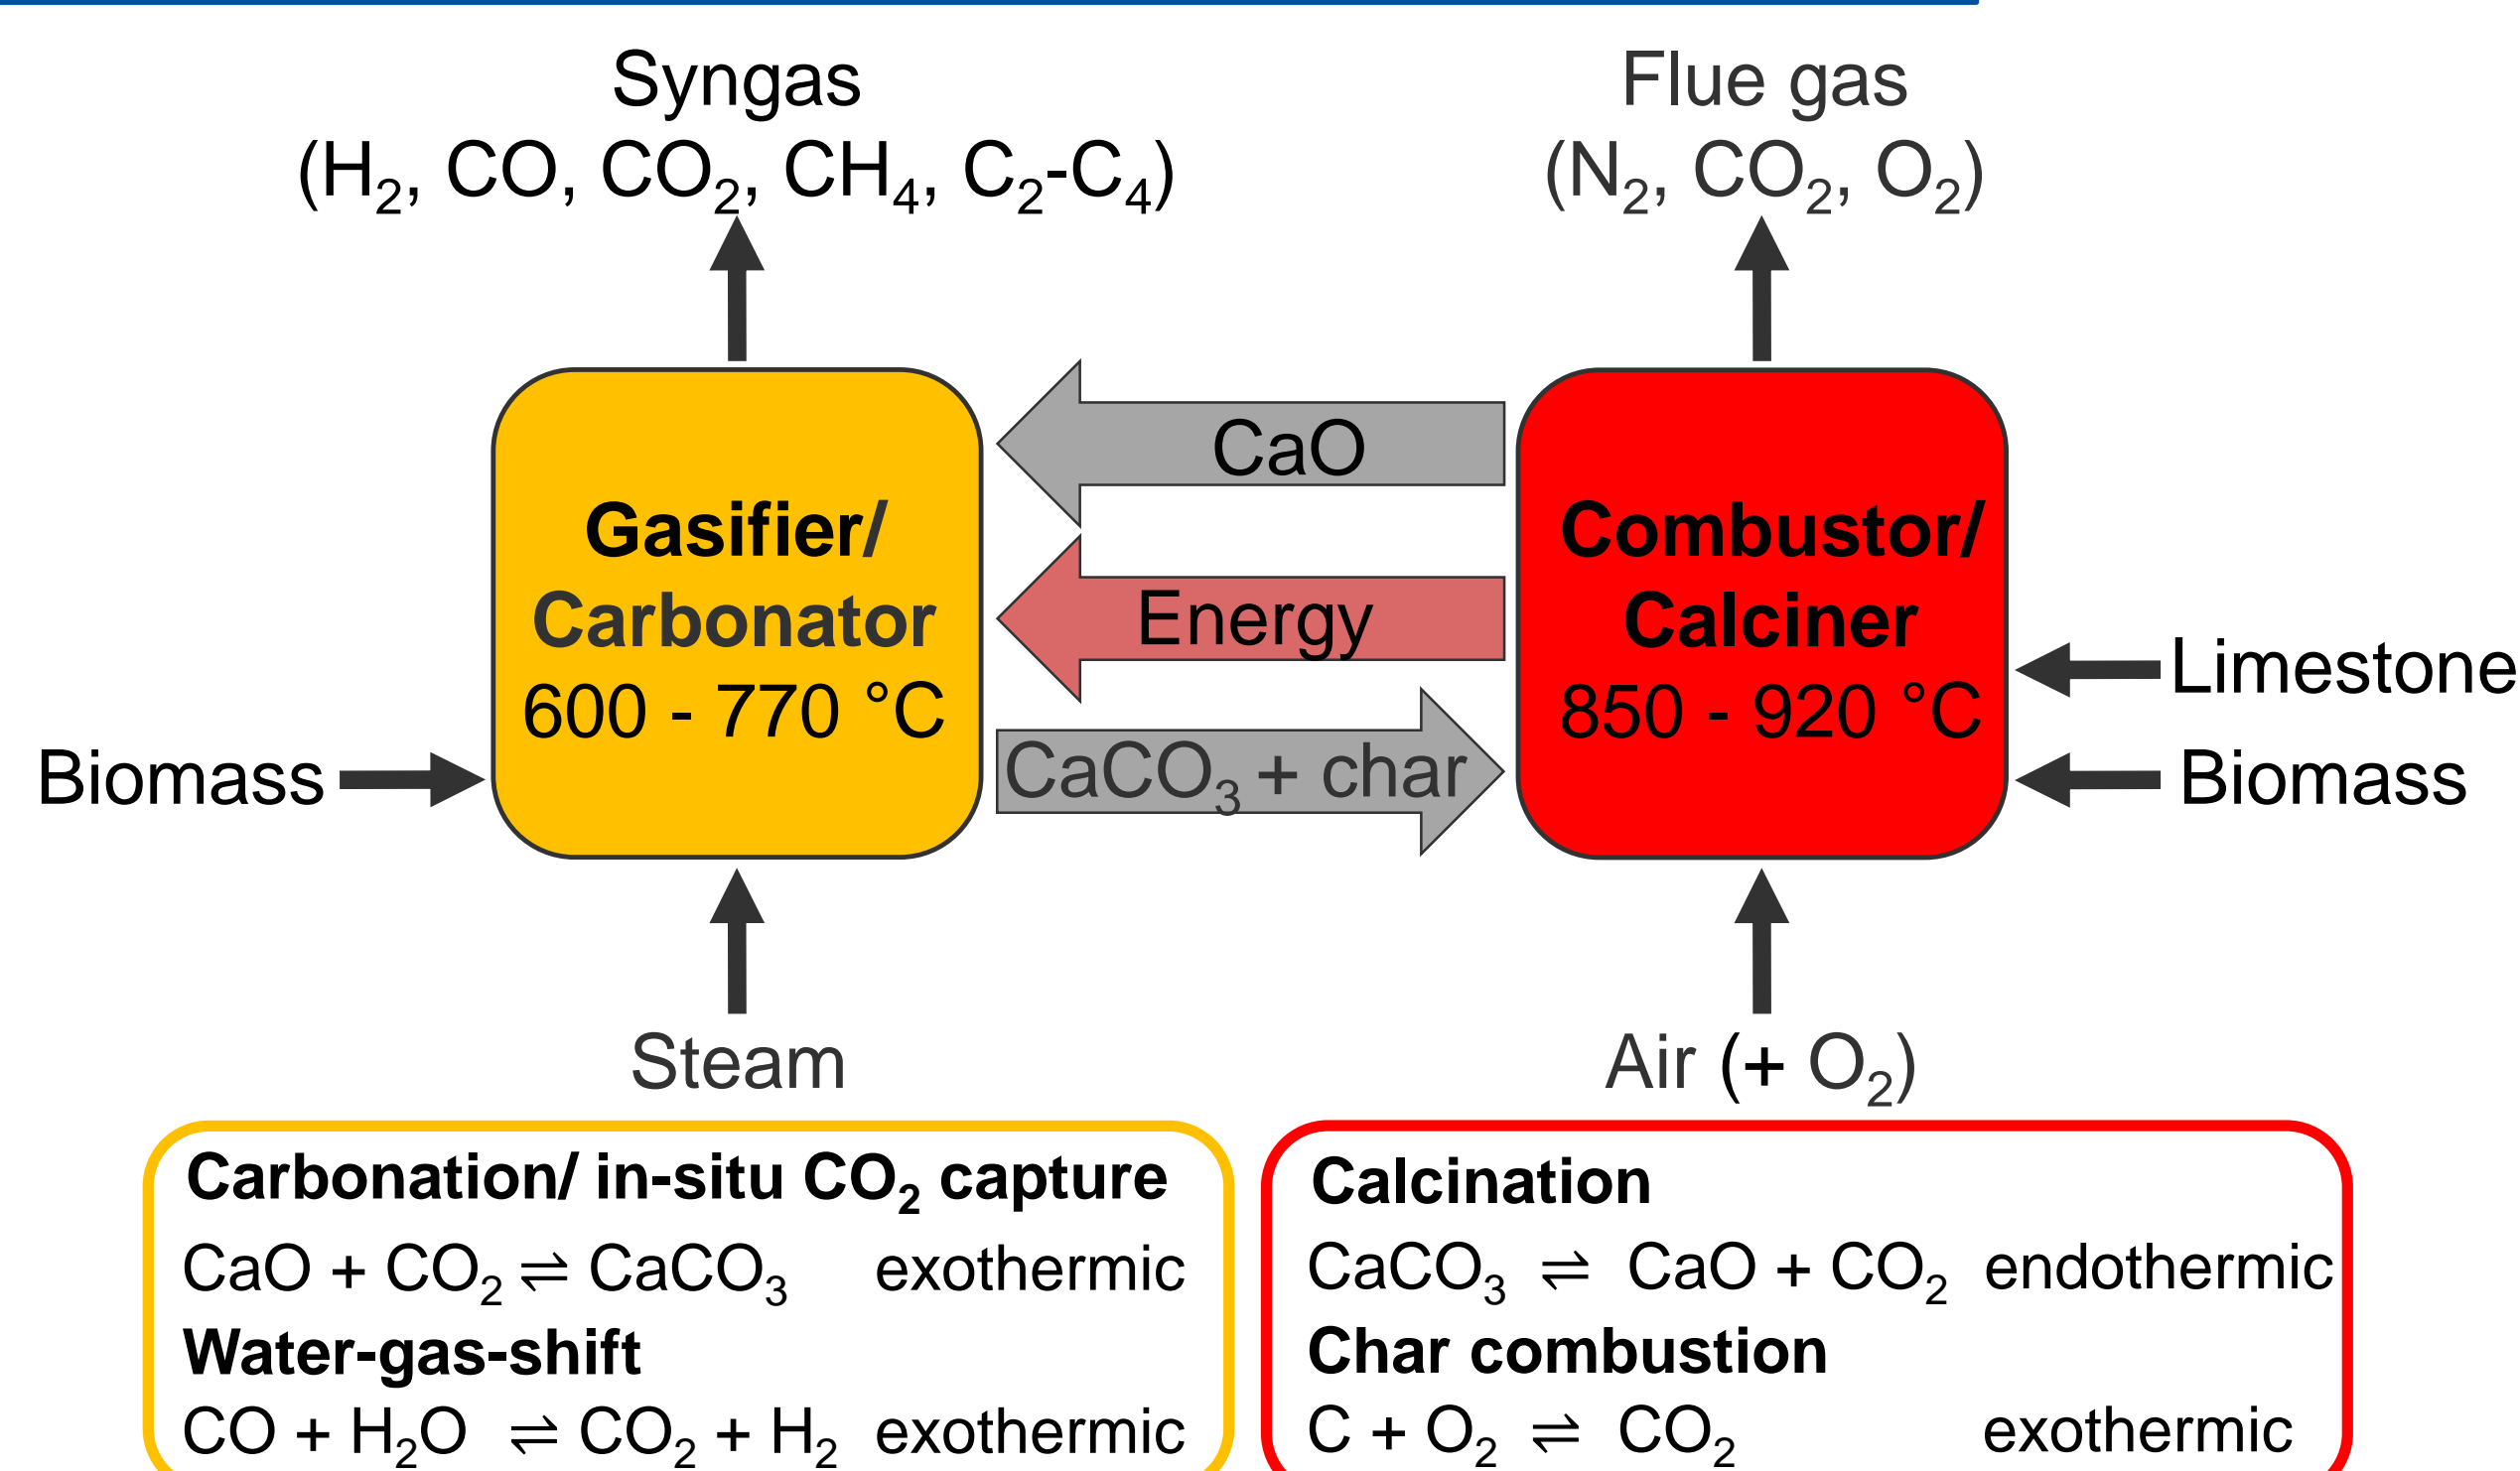 Syngas
(H₂, CO, CO₂, CH₄, C₂-C₄)
Flue gas
(N₂, CO₂, O₂)
Gasifier/
Carbonator
600 - 770 °C
CaO
Energy
CaCO₃ + char
Combustor/
Calciner
850 - 920 °C
Biomass
Limestone
Biomass
Steam
Air (+ O₂)
Carbonation/ in-situ CO₂ capture
CaO + CO₂ ⇌ CaCO₃ exothermic
Water-gas-shift
CO + H₂O ⇌ CO₂ + H₂ exothermic
Calcination
CaCO₃ ⇌ CaO + CO₂ endothermic
Char combustion
C + O₂ ⇌ CO₂ exothermic